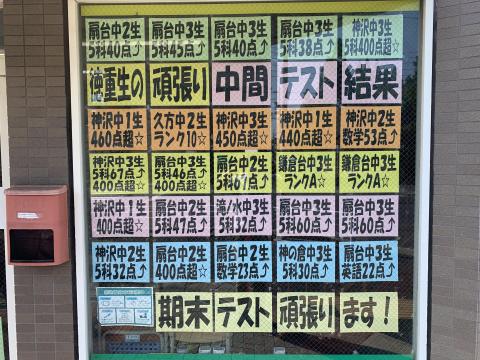 扇台中2生 扇台中3生 扇台中3生 扇台中3生 神沢中3生
5科40点⤴ 5科45点⤴ 5科40点⤴ 5科38点⤴ 5科400点超☆
徳重生の 頑張り 中間 テスト 結果
神沢中1生 久方中2生 神沢中3生 神沢中1生 神沢中2生
460点超☆ ランク10☆ 450点超☆ 440点超☆ 数学53点⤴
神沢中3生 扇台中3生 扇台中2生 鎌倉台中3生 鎌倉台中3生
5科67点⤴ 5科46点⤴ 5科67点⤴ ランクA☆ ランクA☆
400点超☆ 400点超☆
神沢中1生 扇台中2生 滝ノ水中3生 扇台中3生 扇台中3生
400点超☆ 5科47点⤴ 5科32点⤴ 5科60点⤴ 5科60点⤴
神沢中2生 扇台中2生 扇台中2生 神の倉中3生 扇台中3生
5科32点⤴ 400点超☆ 数学23点⤴ 5科30点⤴ 英語22点⤴
期末 テスト 頑張り ます！